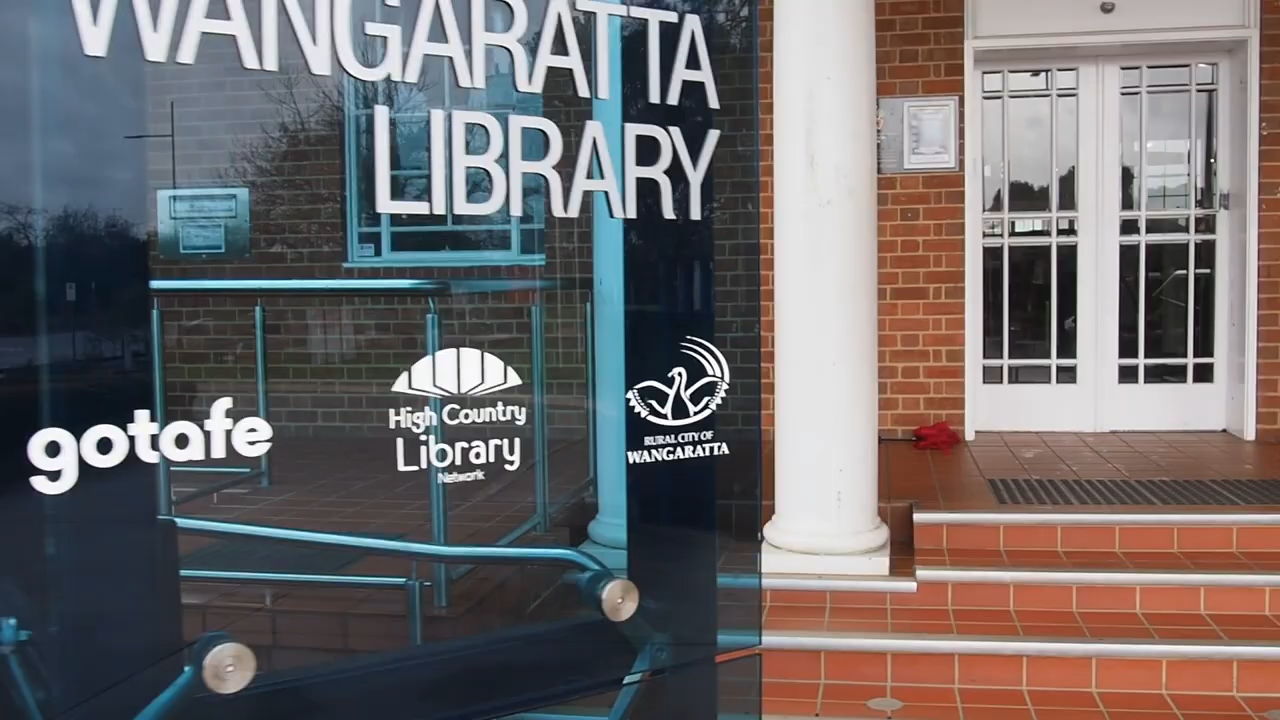 WANGARATTA
LIBRARY
gotafe
High Country
Library
Network
RURAL CITY OF
WANGARATTA